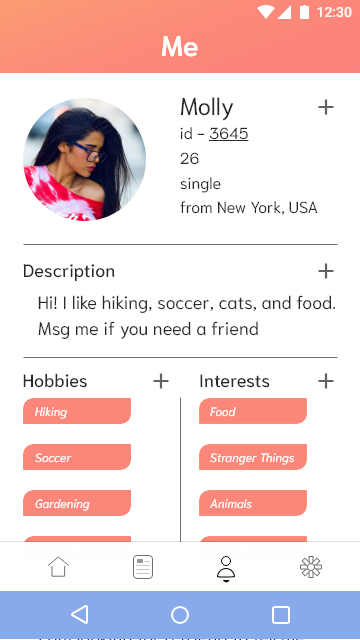 12:30
Me
Molly
id - 3645
26
single
from New York, USA
Description
Hi! I like hiking, soccer, cats, and food.
Msg me if you need a friend
Hobbies
Interests
Hiking
Food
Soccer
Stranger Things
Gardening
Animals